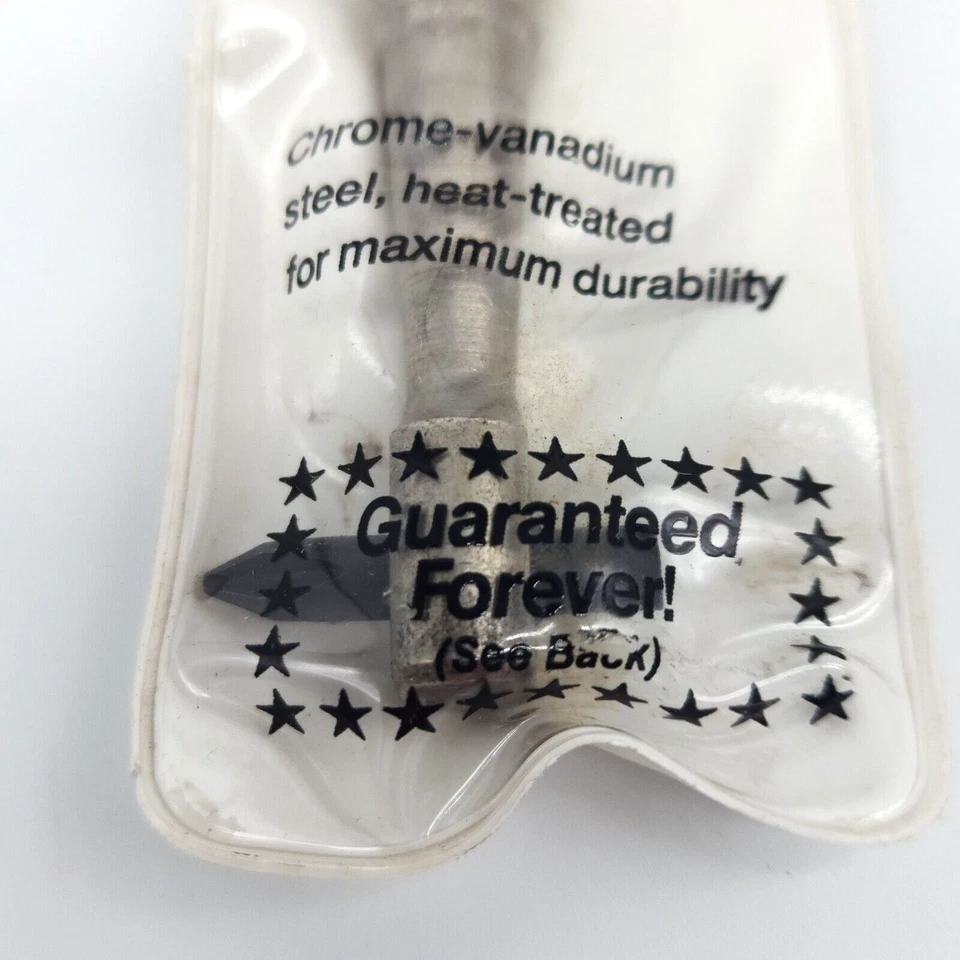 Chrome-vanadium
steel, heat-treated
for maximum durability
Guaranteed
Forever!
(See Back)